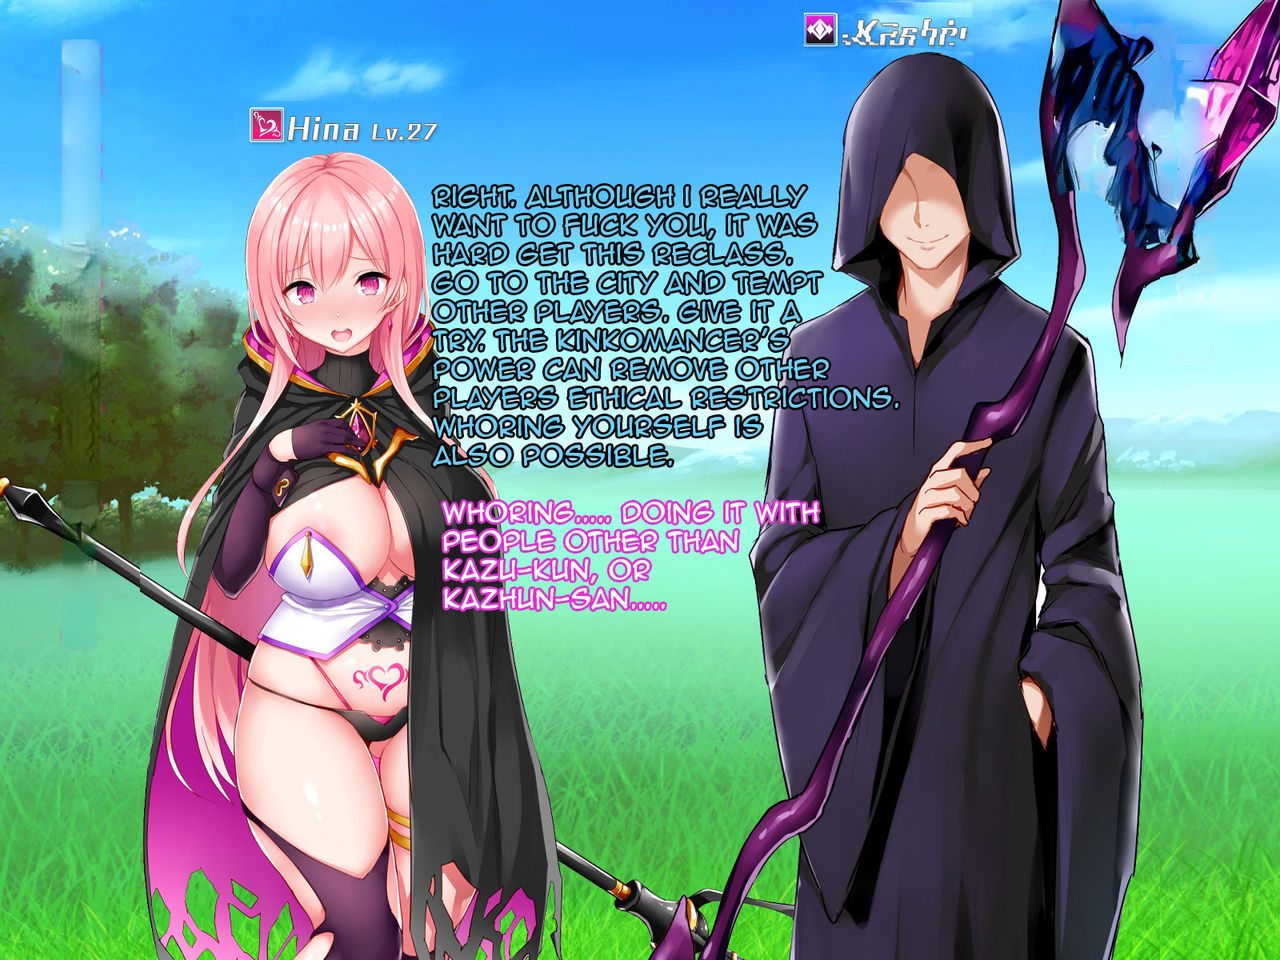 Hina Lv.27
RIGHT. ALTHOUGH I REALLY
WANT TO FUCK YOU, IT WAS
HARD GET THIS RECLASS.
GO TO THE CITY AND TEMPT
OTHER PLAYERS. GIVE IT A
TRY. THE KINKOMANCER'S
POWER CAN REMOVE OTHER
PLAYERS ETHICAL RESTRICTIONS.
WHORING YOURSELF IS
ALSO POSSIBLE.
WHORING..... DOING IT WITH
PEOPLE OTHER THAN
KAZU-KUN, OR
KAZHUN-SAN.....